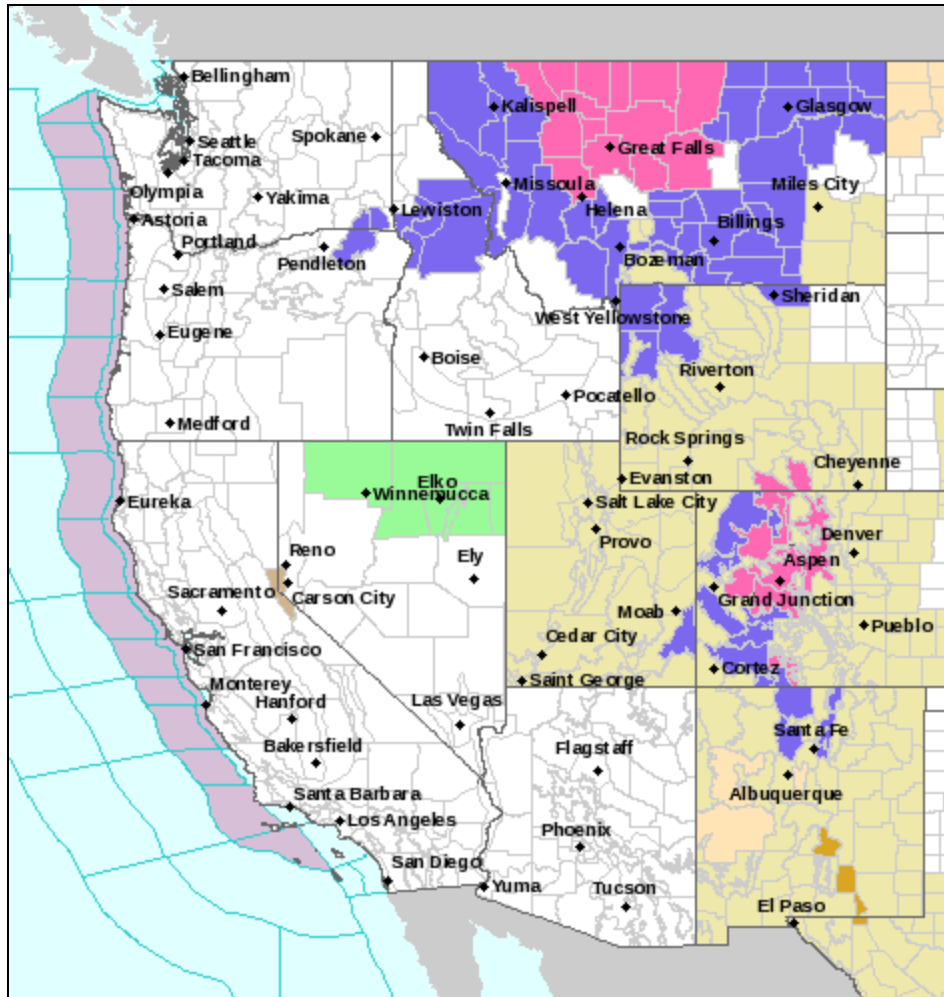 Bellingham
Kalispell
Glasgow
Seattle
Spokane
Great Falls
Tacoma
Olympia
Missoula
Miles City
Yakima
Lewiston
Helena
Astoria
Billings
Portland
Pendleton
Bozeman
Salem
Sheridan
West Yellowstone
Eugene
Boise
Riverton
Pocatello
Medford
Twin Falls
Rock Springs
Cheyenne
Elko
Evanston
Winnemucca
Eureka
Salt Lake City
Provo
Denver
Reno
Ely
Aspen
Sacramento
Carson City
Grand Junction
Moab
Pueblo
Cedar City
San Francisco
Cortez
Saint George
Monterey
Hanford
Las Vegas
Santa Fe
Bakersfield
Flagstaff
Santa Barbara
Albuquerque
Los Angeles
Phoenix
San Diego
Yuma
Tucson
El Paso